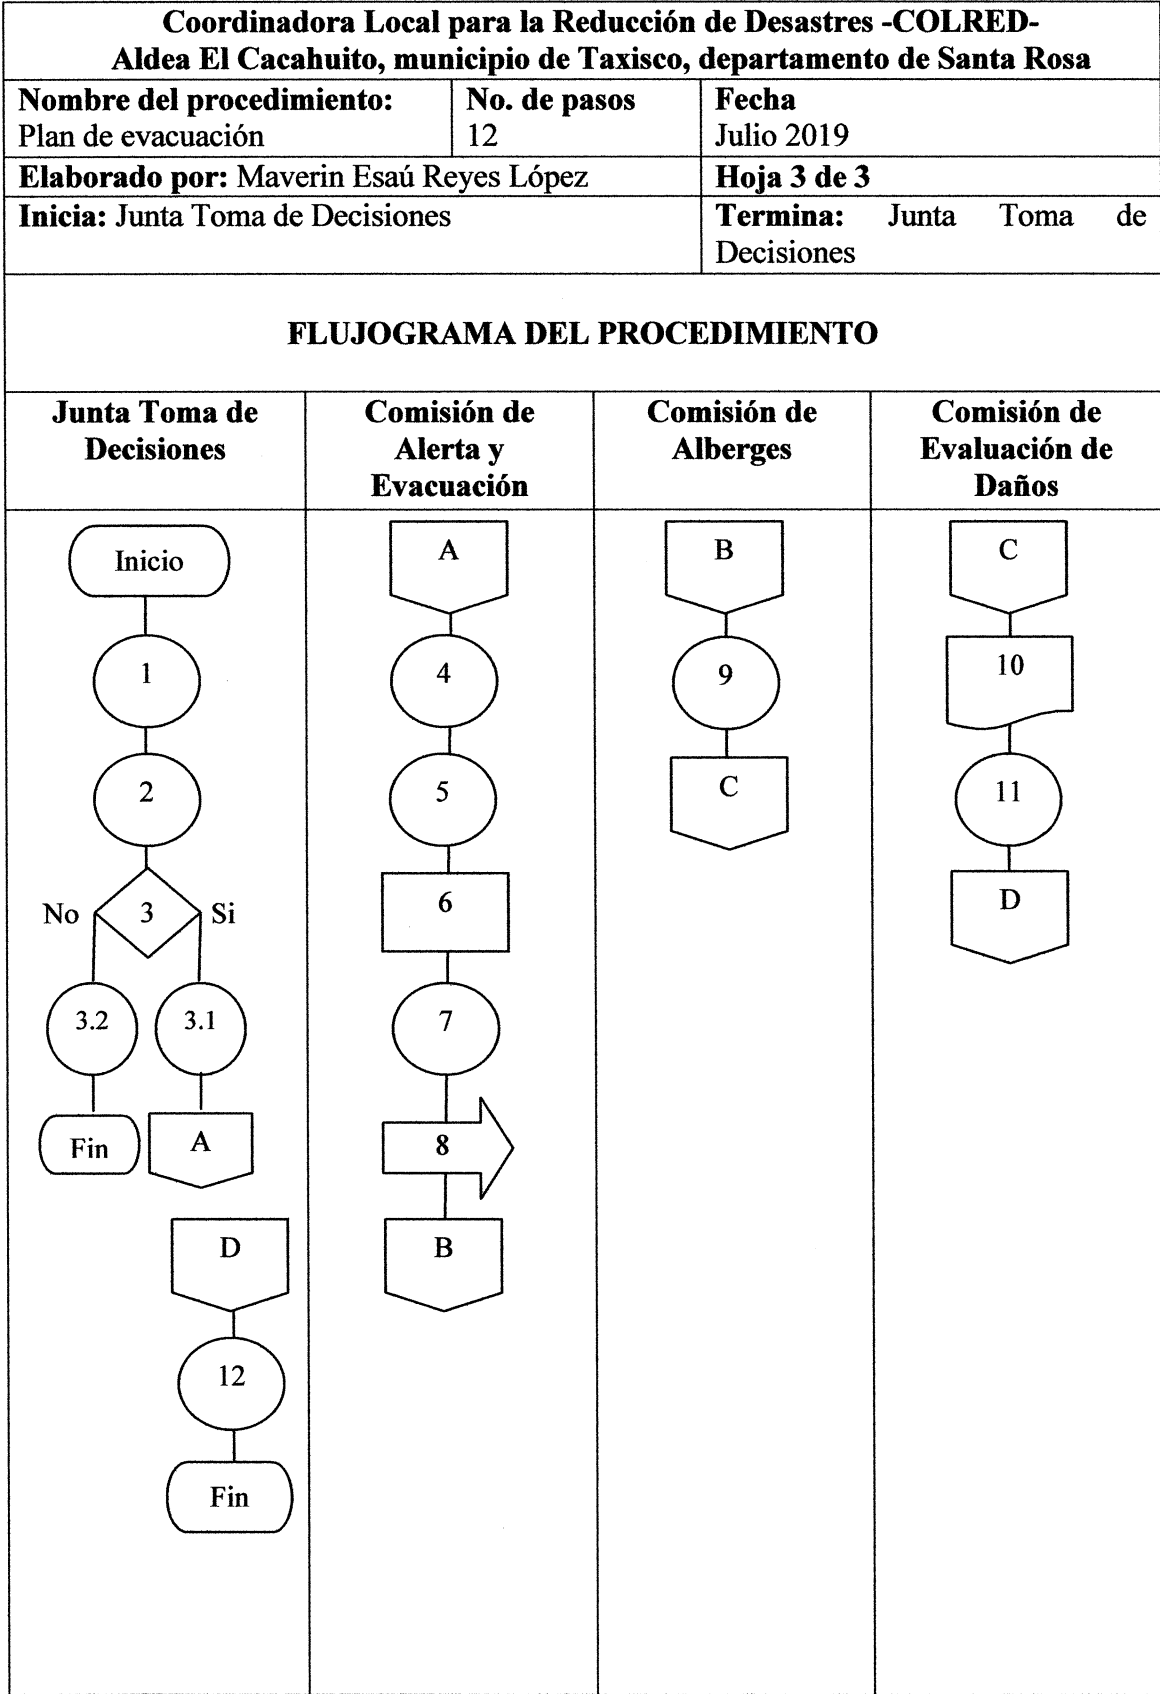 Coordinadora Local para la Reducción de Desastres -COLRED-
Aldea El Cacahuito, municipio de Taxisco, departamento de Santa Rosa
Nombre del procedimiento:
Plan de evacuación
No. de pasos
12
Fecha
Julio 2019
Elaborado por: Maverin Esaú Reyes López
Hoja 3 de 3
Inicia: Junta Toma de Decisiones
Termina: Junta Toma de
Decisiones
FLUJOGRAMA DEL PROCEDIMIENTO
Junta Toma de
Decisiones
Comisión de
Alerta y
Evacuación
Comisión de
Alberges
Comisión de
Evaluación de
Daños
Inicio
1
2
No
3
Si
3.2
3.1
Fin
A
D
12
Fin
A
4
5
6
7
8
B
B
9
C
C
10
11
D